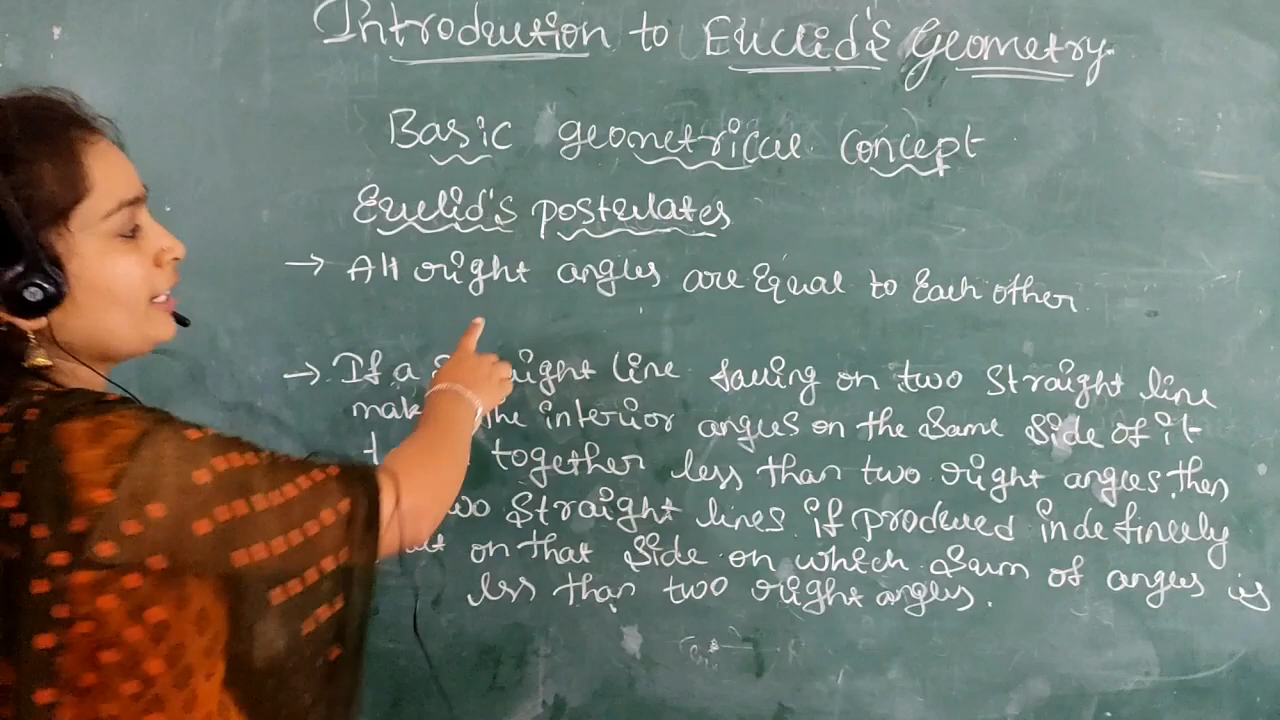 Introduction to Euclid's Geometry.
Basic geometrical concept
Euclid's postulates
→ All right angles are Equal to Each other.
→ If a straight line falling on two straight line
the interior angles on the same side of it
together less than two right angles, then
two straight lines if produced indefinely
on that side on which sum of angles is
less than two right angles.